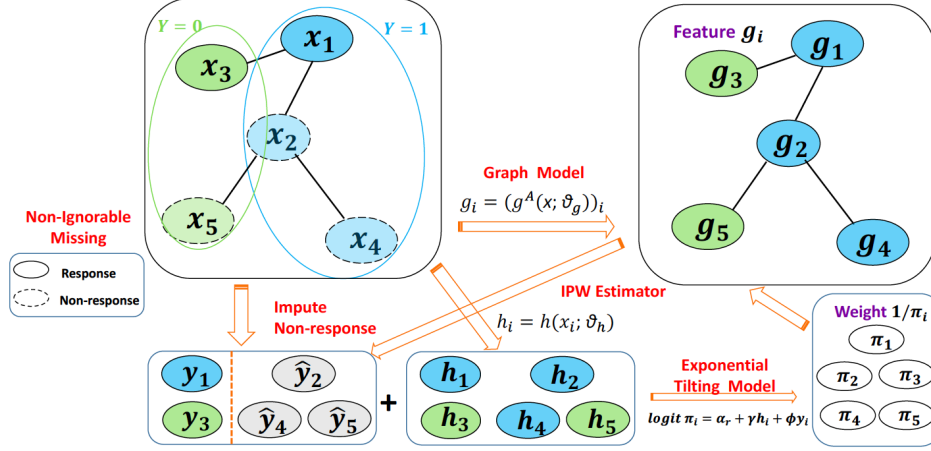 Y = 0
Y = 1
x₁
x₃
x₂
x₅
x₄
Feature gᵢ
g₁
g₃
g₂
g₅
g₄
Graph Model
gᵢ = (gᴬ(x; ϑ_g))ᵢ
Non-Ignorable
Missing
Response
Non-response
Impute
Non-response
IPW Estimator
hᵢ = h(xᵢ; ϑₕ)
y₁
ŷ₂
y₃
ŷ₄
ŷ₅
+
h₁
h₂
h₃
h₄
h₅
Exponential
Tilting Model
logit πᵢ = αᵣ + γhᵢ + ϕyᵢ
Weight 1/πᵢ
π₁
π₂
π₃
π₄
π₅